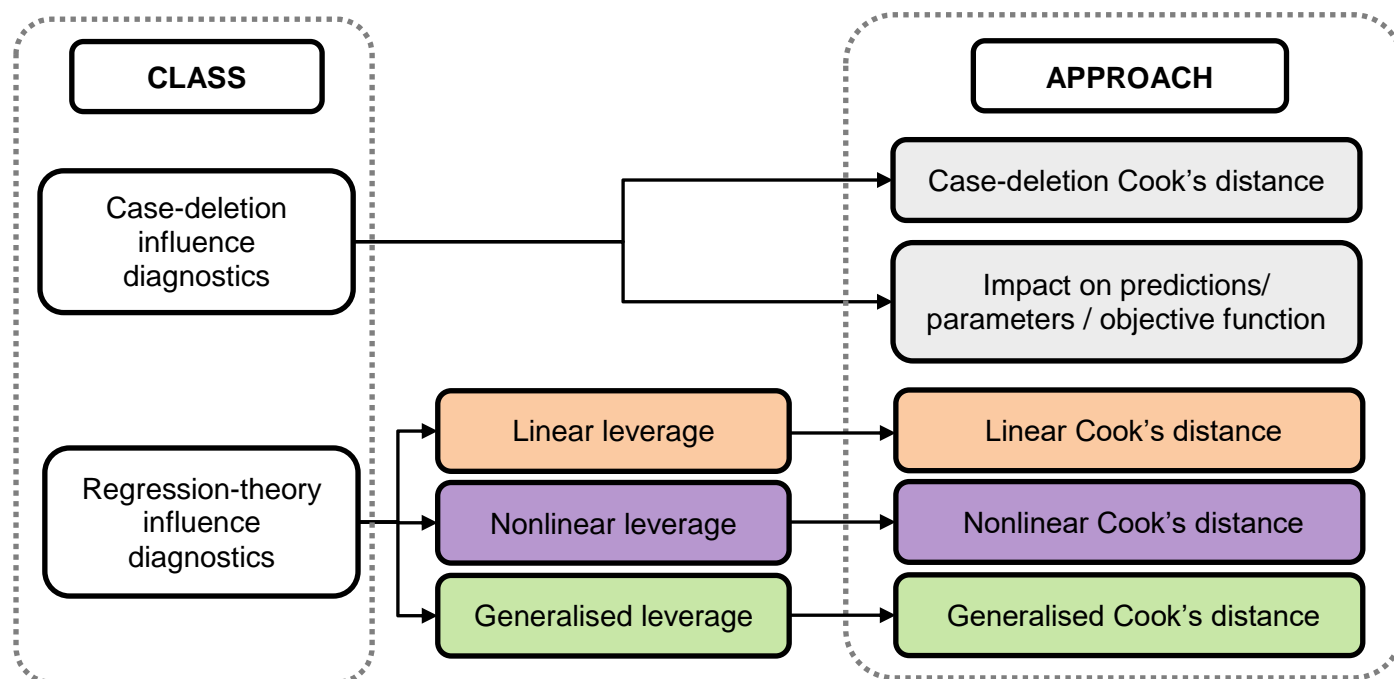 CLASS
APPROACH
Case-deletion
influence
diagnostics
Case-deletion Cook’s distance
Impact on predictions/
parameters / objective function
Regression-theory
influence
diagnostics
Linear leverage
Linear Cook’s distance
Nonlinear leverage
Nonlinear Cook’s distance
Generalised leverage
Generalised Cook’s distance